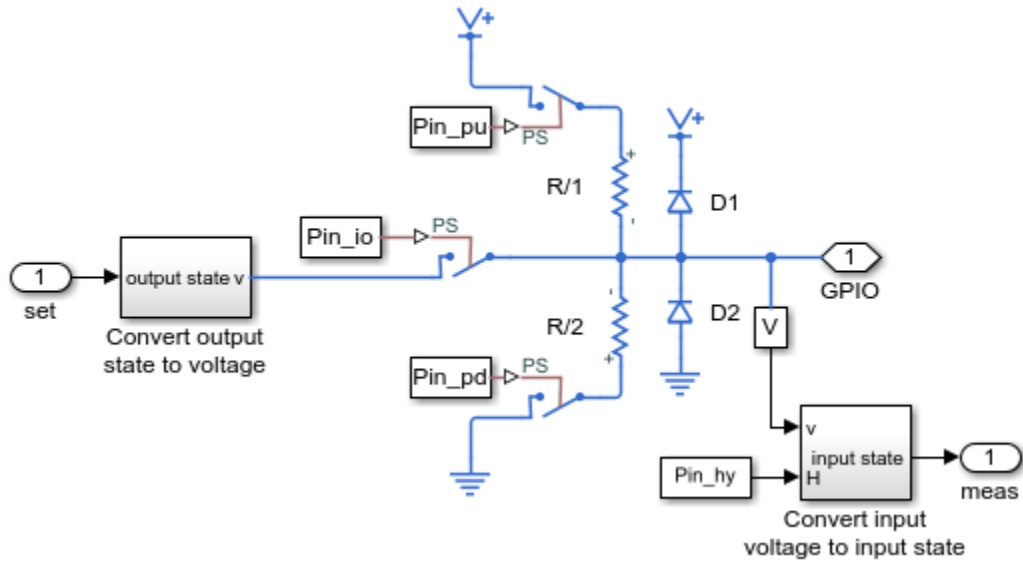 V+
Pin_pu
PS
+
V+
R/1
D1
-
Pin_io
PS
1
set
output state v
Convert output
state to voltage
1
GPIO
-
R/2
D2
V
+
Pin_pd
PS
v
input state
H
Pin_hy
1
meas
Convert input
voltage to input state